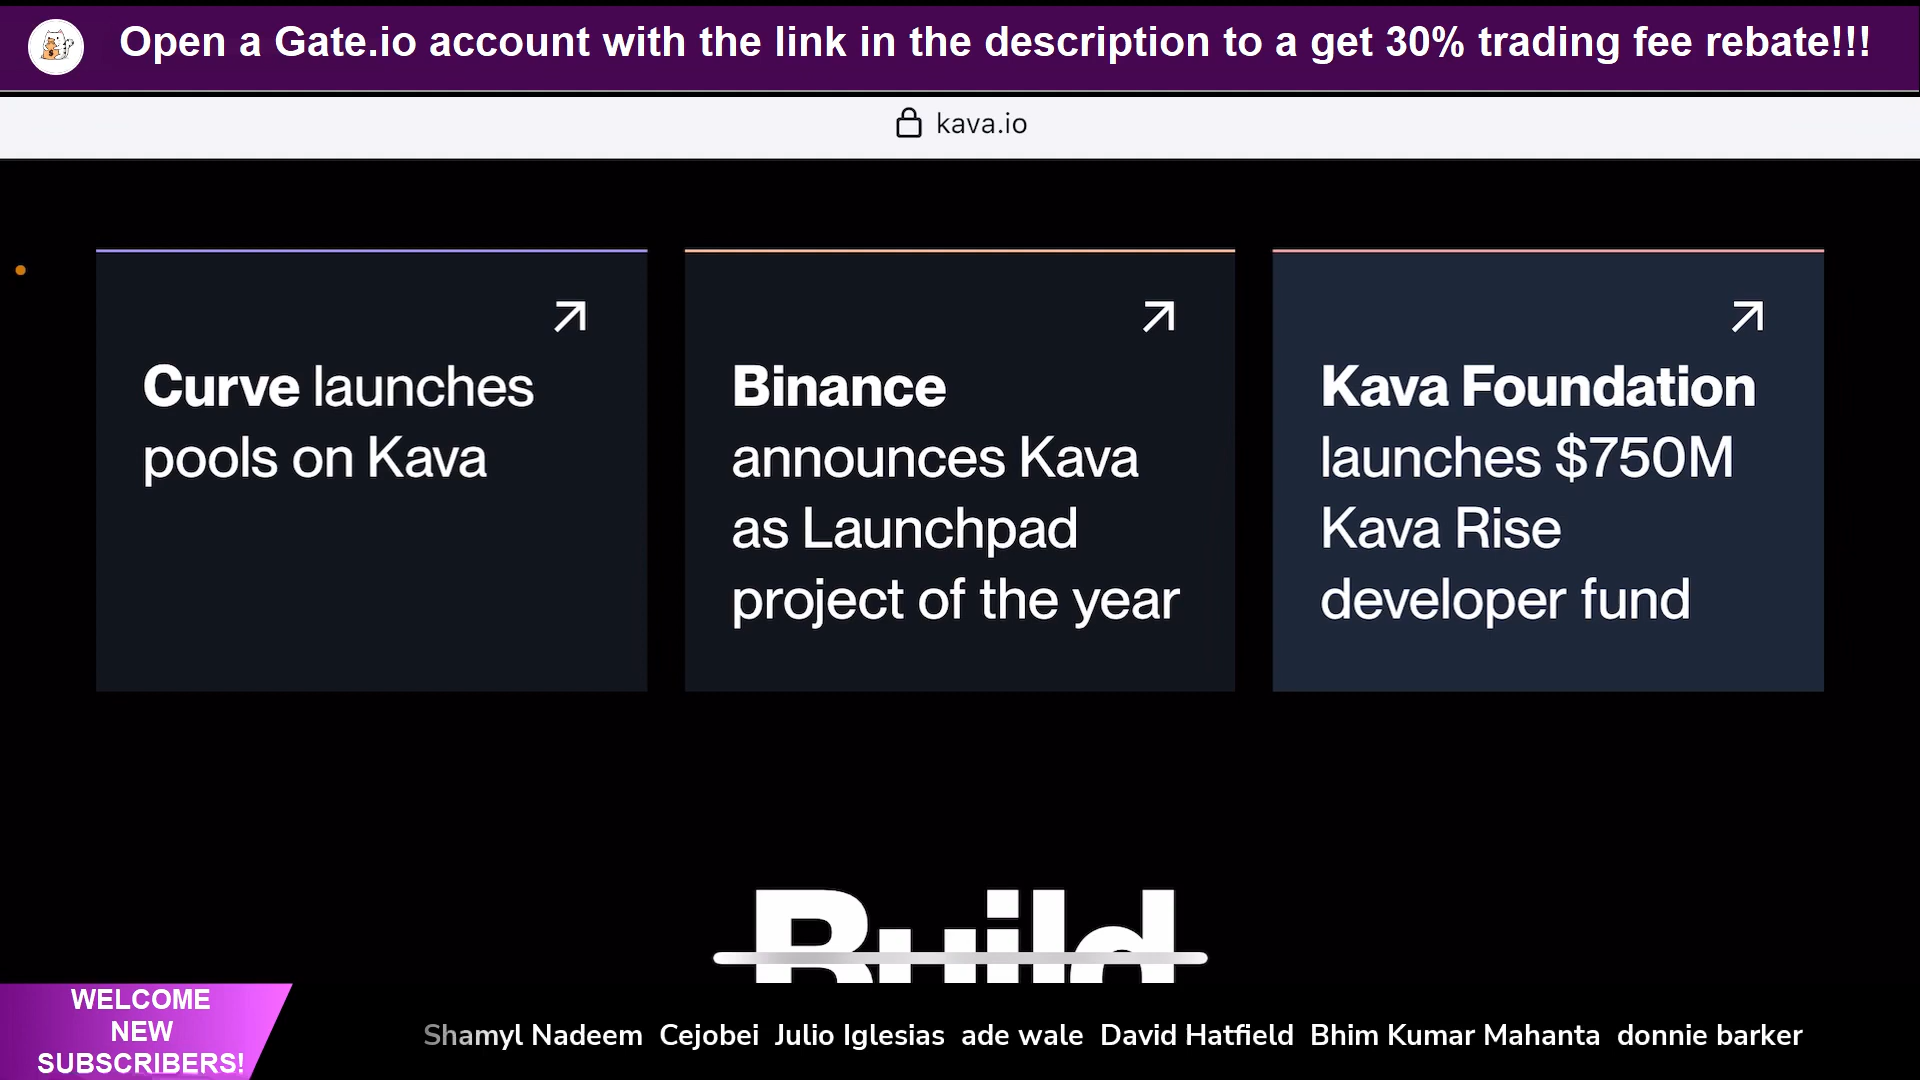 Open a Gate.io account with the link in the description to a get 30% trading fee rebate!!!
kava.io
Curve launches
pools on Kava
Binance
announces Kava
as Launchpad
project of the year
Kava Foundation
launches $750M
Kava Rise
developer fund
Build
WELCOME
NEW
SUBSCRIBERS!
Shamyl Nadeem Cejobei Julio Iglesias ade wale David Hatfield Bhim Kumar Mahanta donnie barker